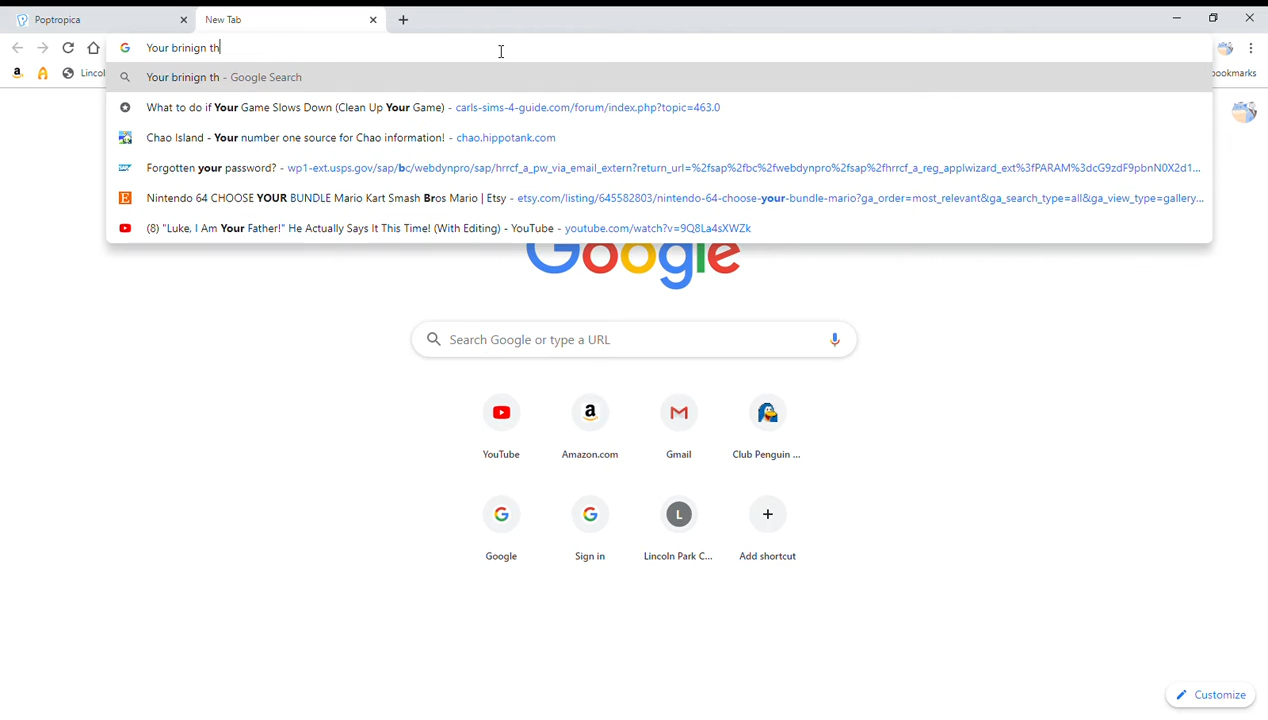 Poptropica
New Tab
Your brinign th
Lincol
ookmarks
Your brinign th - Google Search
What to do if Your Game Slows Down (Clean Up Your Game) - carls-sims-4-guide.com/forum/index.php?topic=463.0
Chao Island - Your number one source for Chao information! - chao.hippotank.com
Forgotten your password? - wp1-ext.usps.gov/sap/bc/webdynpro/sap/hrrcf_a_pw_via_email_extern?return_url=%2fsap%2fbc%2fwebdynpro%2fsap%2fhrrcf_a_reg_applwizard_ext%3fPARAM%3dcG9zdF9pbnN0X2d1...
Nintendo 64 CHOOSE YOUR BUNDLE Mario Kart Smash Bros Mario | Etsy - etsy.com/listing/645582803/nintendo-64-choose-your-bundle-mario?ga_order=most_relevant&ga_search_type=all&ga_view_type=gallery...
(8) "Luke, I Am Your Father!" He Actually Says It This Time! (With Editing) - YouTube - youtube.com/watch?v=9Q8La4sXWZk
Google
Search Google or type a URL
YouTube
Amazon.com
Gmail
Club Penguin ...
Google
Sign in
L
Lincoln Park C...
Add shortcut
Customize